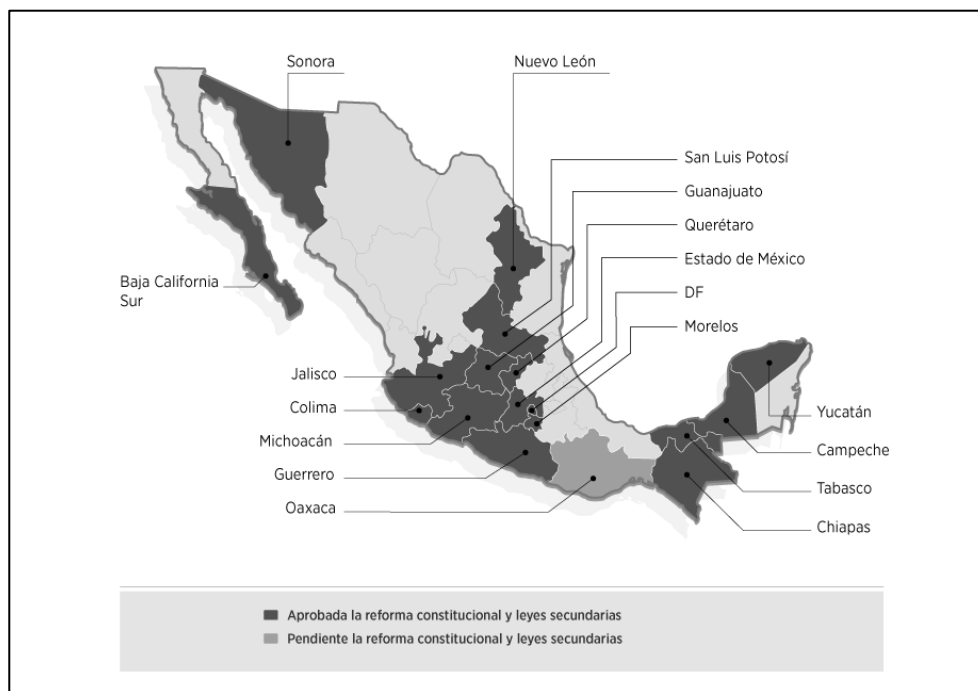 Sonora
Nuevo León
San Luis Potosí
Guanajuato
Querétaro
Estado de México
DF
Morelos
Baja California
Sur
Jalisco
Colima
Michoacán
Guerrero
Oaxaca
Yucatán
Campeche
Tabasco
Chiapas
Aprobada la reforma constitucional y leyes secundarias
Pendiente la reforma constitucional y leyes secundarias